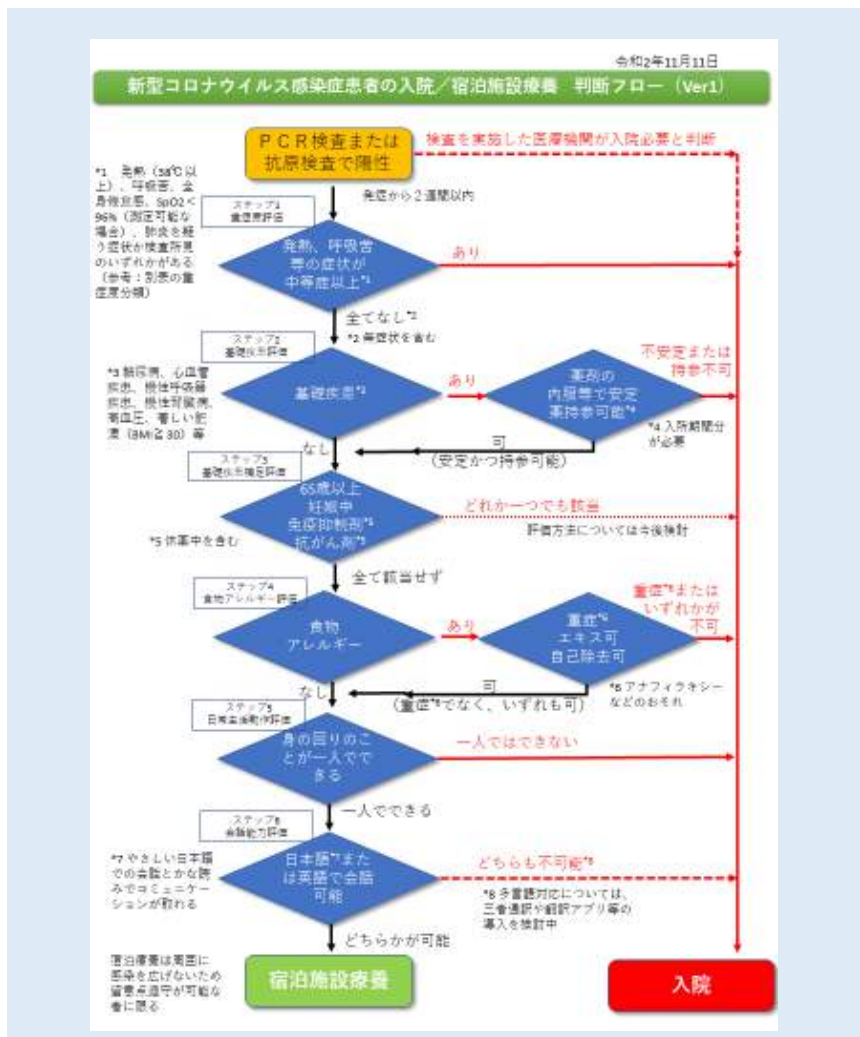 令和2年11月11日
新型コロナウイルス感染症患者の入院／宿泊施設療養 判断フロー（Ver1）
PCR検査または
抗原検査で陽性
検査を実施した医療機関が入院必要と判断
*1 発熱（38℃以
上）、呼吸苦、全
身倦怠感、SpO2＜
96%（測定可能な
場合）、肺炎を疑
う症状か検査所見
のいずれかがある
（参考：別表の重
症度分類）
発症から2週間以内
ステップ1
重症度評価
発熱、呼吸苦
等の症状が
中等症以上*1
あり
全てなし*2
*2 無症状を含む
ステップ2
基礎疾患評価
*3 糖尿病、心血管
疾患、慢性呼吸器
疾患、慢性腎臓病、
高血圧、著しい肥
満（BMI≧30）等
基礎疾患*3
あり
薬剤の
内服等で安定
薬持参可能*4
不安定または
持参不可
*4 入所期間分
が必要
なし
可
（安定かつ持参可能）
ステップ3
基礎疾患補足評価
65歳以上
妊娠中
免疫抑制剤*5
抗がん剤*5
どれか一つでも該当
評価方法については今後検討
*5 休薬中を含む
全て該当せず
ステップ4
食物アレルギー評価
食物
アレルギー
あり
重症*6
エキス可
自己除去可
重症*6または
いずれかが
不可
*6 アナフィラキシー
などのおそれ
なし
可
（重症*6でなく、いずれも可）
ステップ5
日常生活動作評価
身の回りのこ
とが一人でで
きる
一人ではできない
一人でできる
ステップ6
会話能力評価
*7 やさしい日本語
での会話とかな読
みでコミュニケー
ションが取れる
日本語*7また
は英語で会話
可能
どちらも不可能*8
*8 多言語対応については、
三者通訳や翻訳アプリ等の
導入を検討中
どちらかが可能
宿泊療養は周囲に
感染を広げないため
留意点遵守が可能な
者に限る
宿泊施設療養
入院